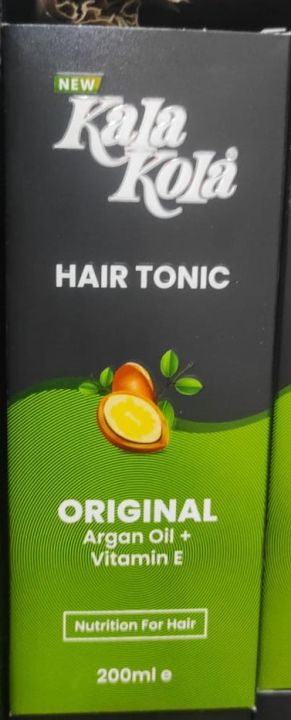 NEW
Kala
Kola
HAIR TONIC
ORIGINAL
Argan Oil +
Vitamin E
Nutrition For Hair
200ml e